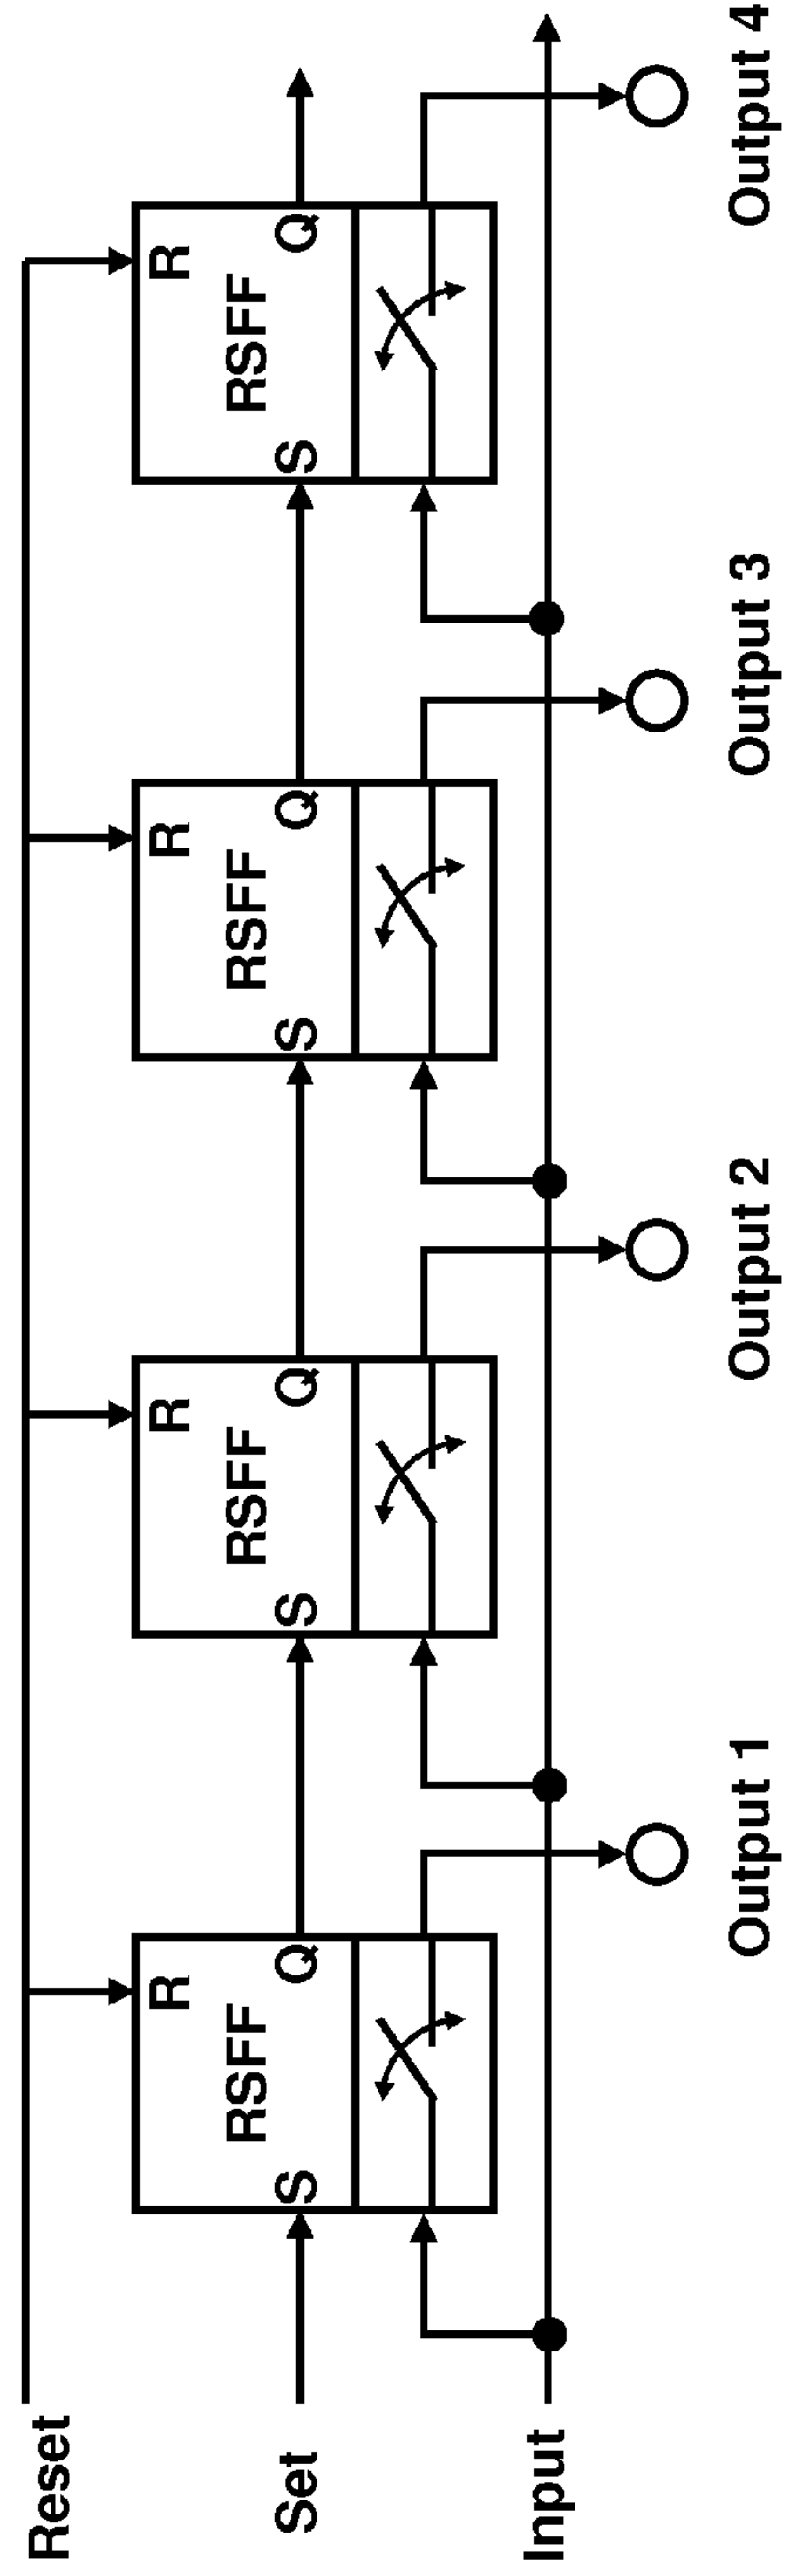 Reset
R
R
R
R
RSFF
RSFF
RSFF
RSFF
Set
S
Q
S
Q
S
Q
S
Q
Input
Output 1
Output 2
Output 3
Output 4